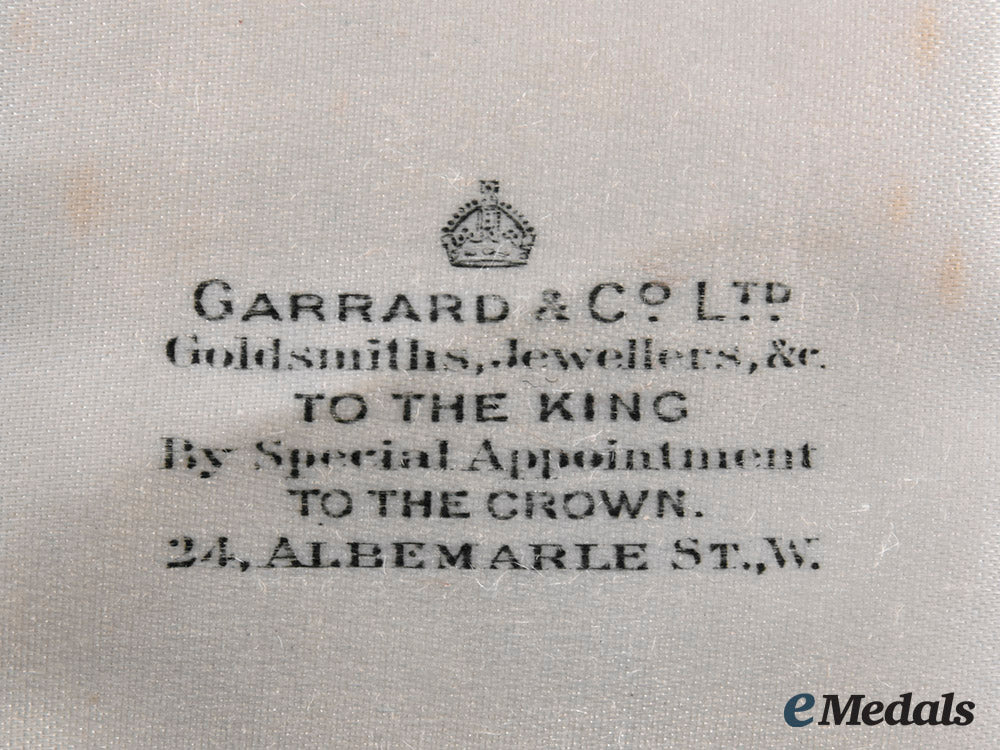 GARRARD & CO. LTD
Goldsmiths, Jewellers, &c.
TO THE KING
By Special Appointment
TO THE CROWN.
24, ALBEMARLE ST., W.
eMedals